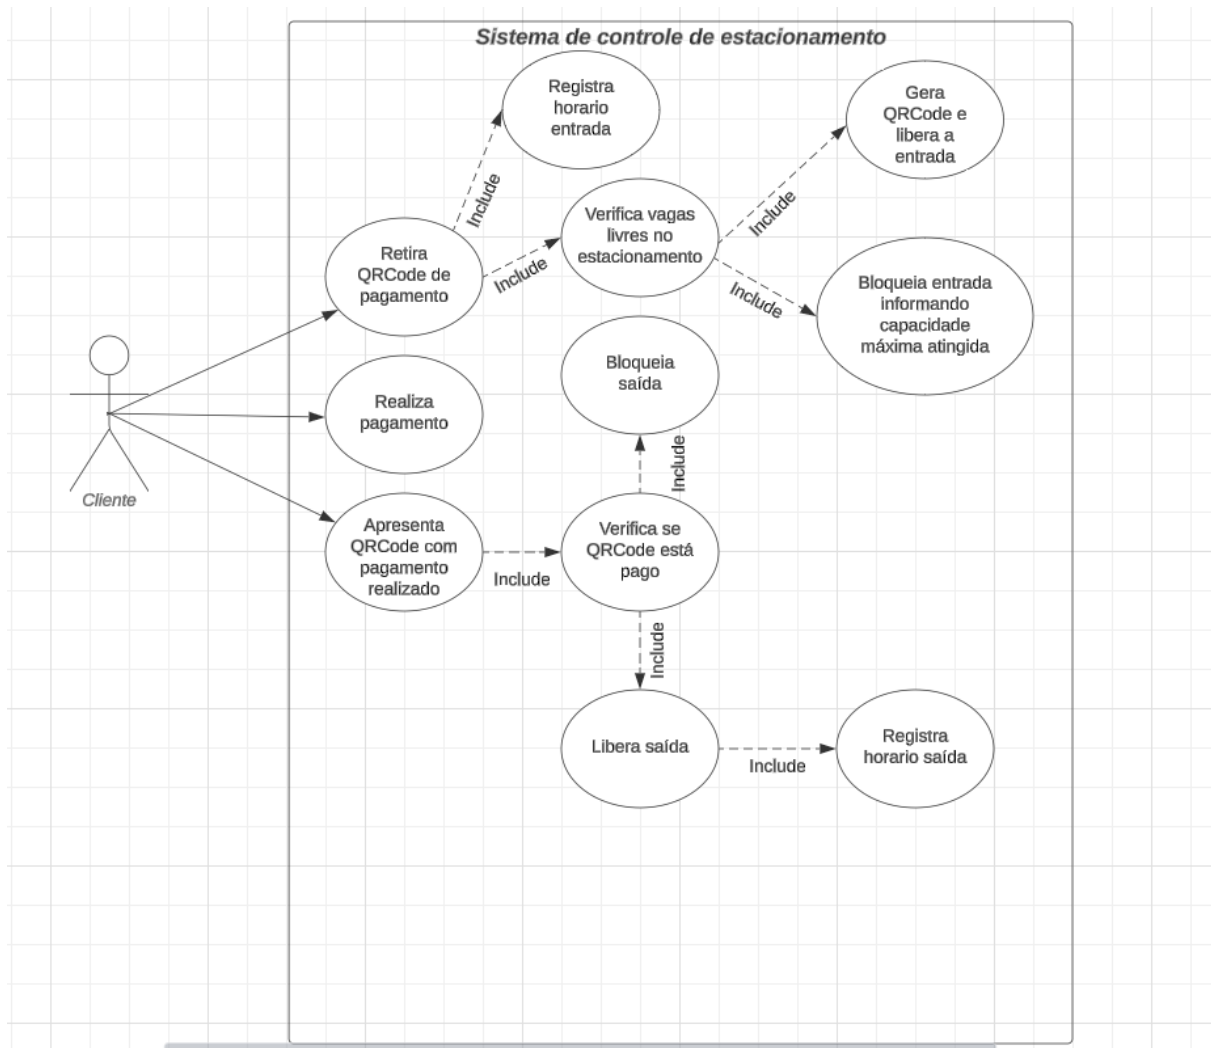 Sistema de controle de estacionamento
Registra
horario
entrada
Gera
QRCode e
libera a
entrada
Include
Include
Verifica vagas
livres no
estacionamento
Retira
QRCode de
pagamento
Include
Include
Bloqueia entrada
informando
capacidade
máxima atingida
Bloqueia
saída
Realiza
pagamento
Include
Cliente
Apresenta
QRCode com
pagamento
realizado
Include
Verifica se
QRCode está
pago
Include
Libera saída
Include
Registra
horario saída